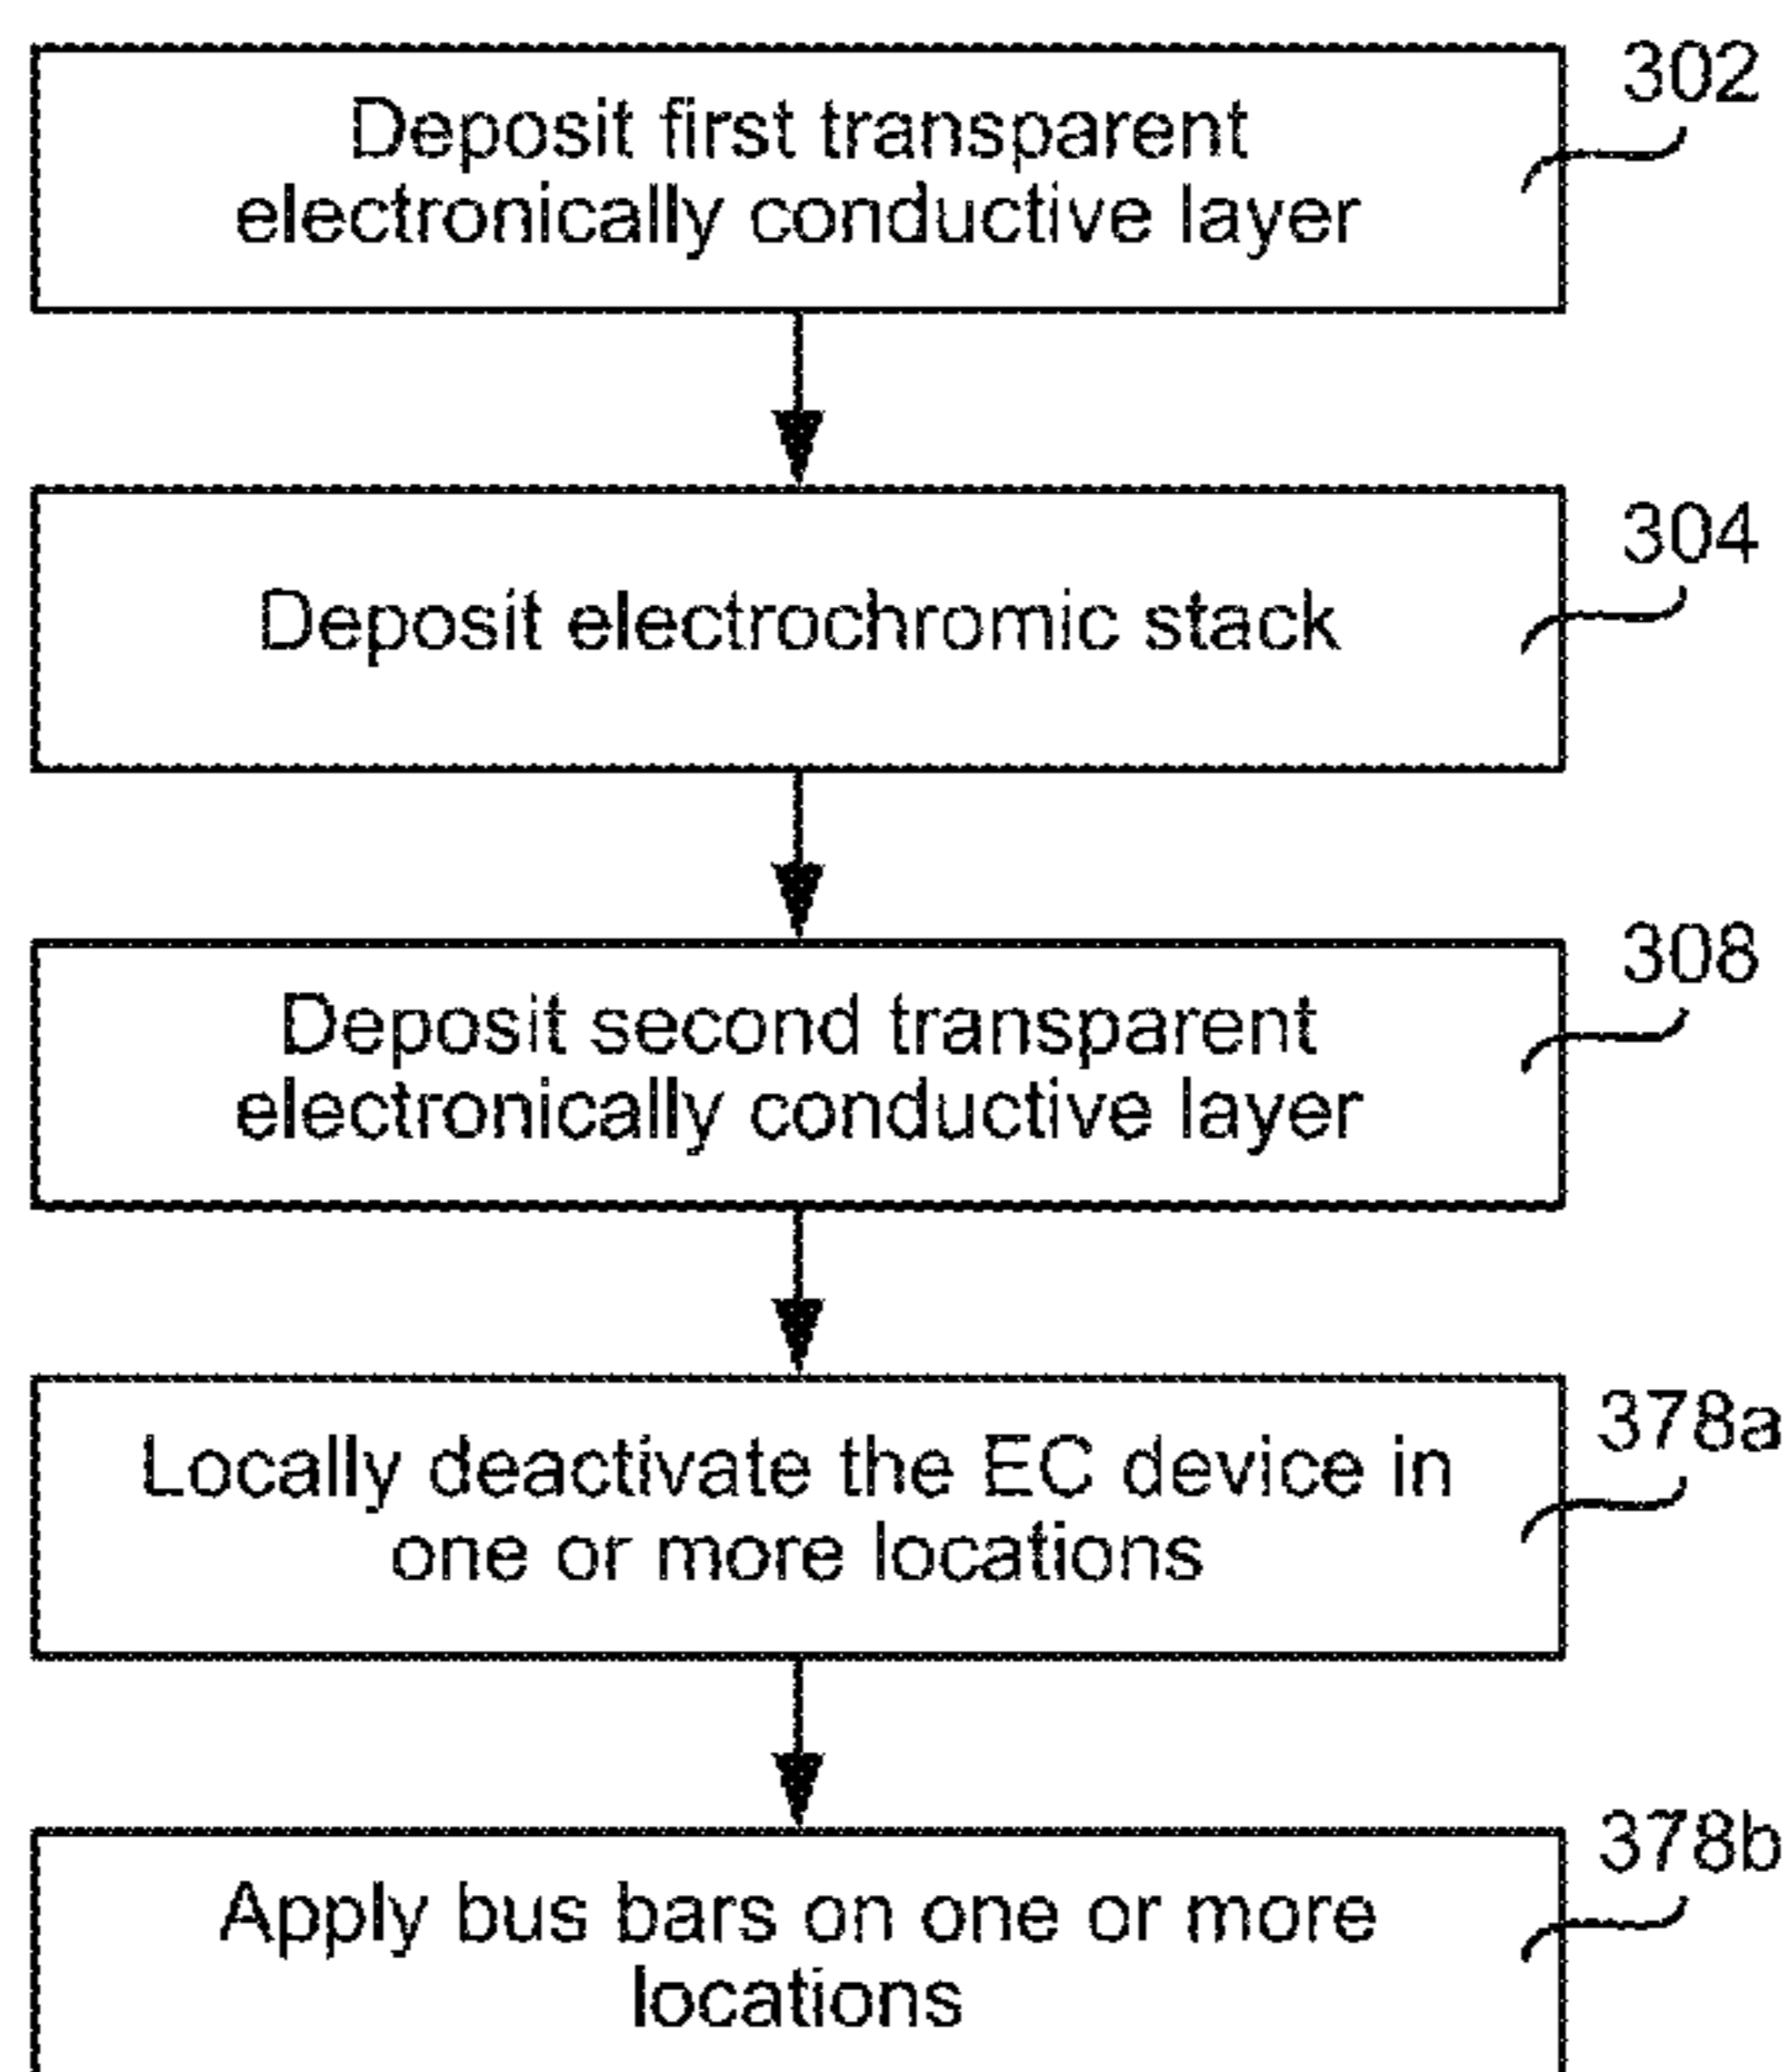 302
Deposit first transparent
electronically conductive layer
304
Deposit electrochromic stack
308
Deposit second transparent
electronically conductive layer
378a
Locally deactivate the EC device in
one or more locations
378b
Apply bus bars on one or more
locations